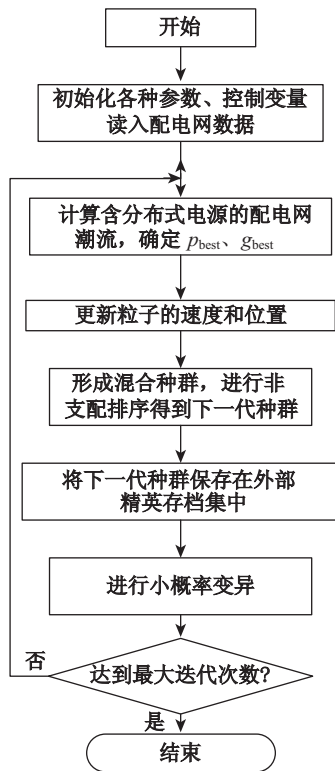 开始
初始化各种参数、控制变量
读入配电网数据
计算含分布式电源的配电网
潮流，确定 pbest、gbest
更新粒子的速度和位置
形成混合种群，进行非
支配排序得到下一代种群
将下一代种群保存在外部
精英存档集中
进行小概率变异
否
达到最大迭代次数?
是
结束